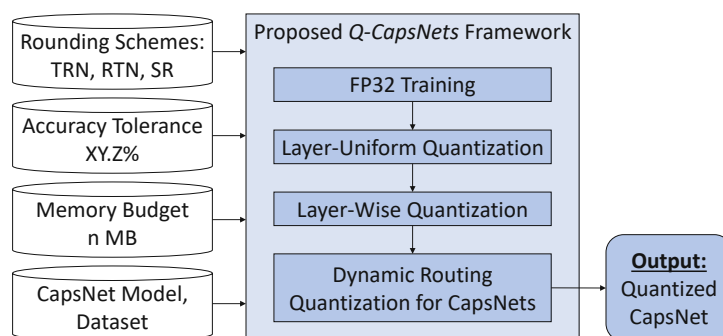 Rounding Schemes:
TRN, RTN, SR
Accuracy Tolerance
XY.Z%
Memory Budget
n MB
CapsNet Model,
Dataset
Proposed Q-CapsNets Framework
FP32 Training
Layer-Uniform Quantization
Layer-Wise Quantization
Dynamic Routing
Quantization for CapsNets
Output:
Quantized
CapsNet